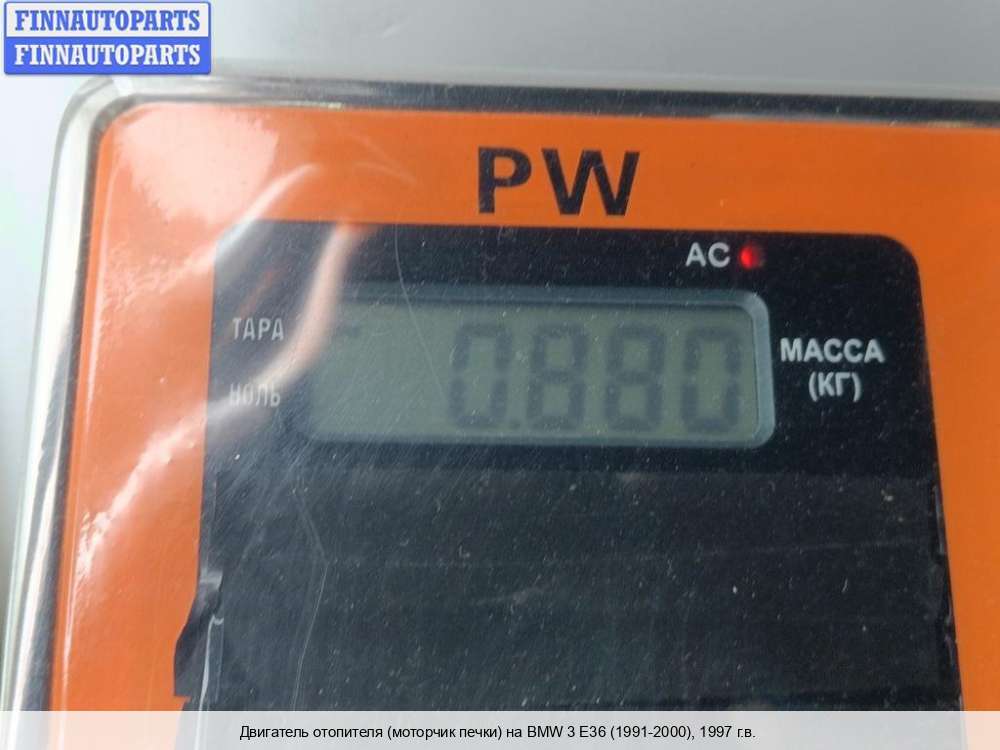 FINNAUTOPARTS
FINNAUTOPARTS
PW
AC
ТАРА
НОЛЬ
0.880
МАССА
(КГ)
Двигатель отопителя (моторчик печки) на BMW 3 E36 (1991-2000), 1997 г.в.